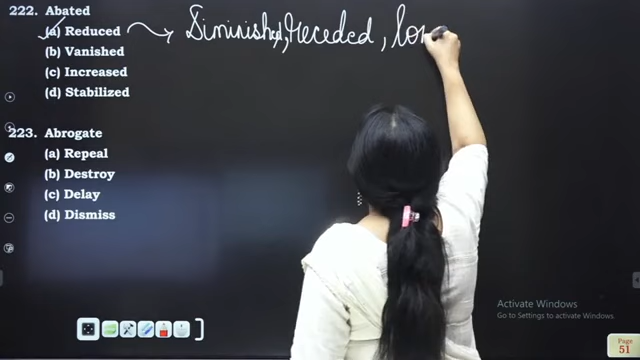 222. Abated
(a) Reduced Diminished, receded,
(b) Vanished
(c) Increased
(d) Stabilized
223. Abrogate
(a) Repeal
(b) Destroy
(c) Delay
(d) Dismiss
Activate Windows
Go to Settings to activate Windows.
Page
51